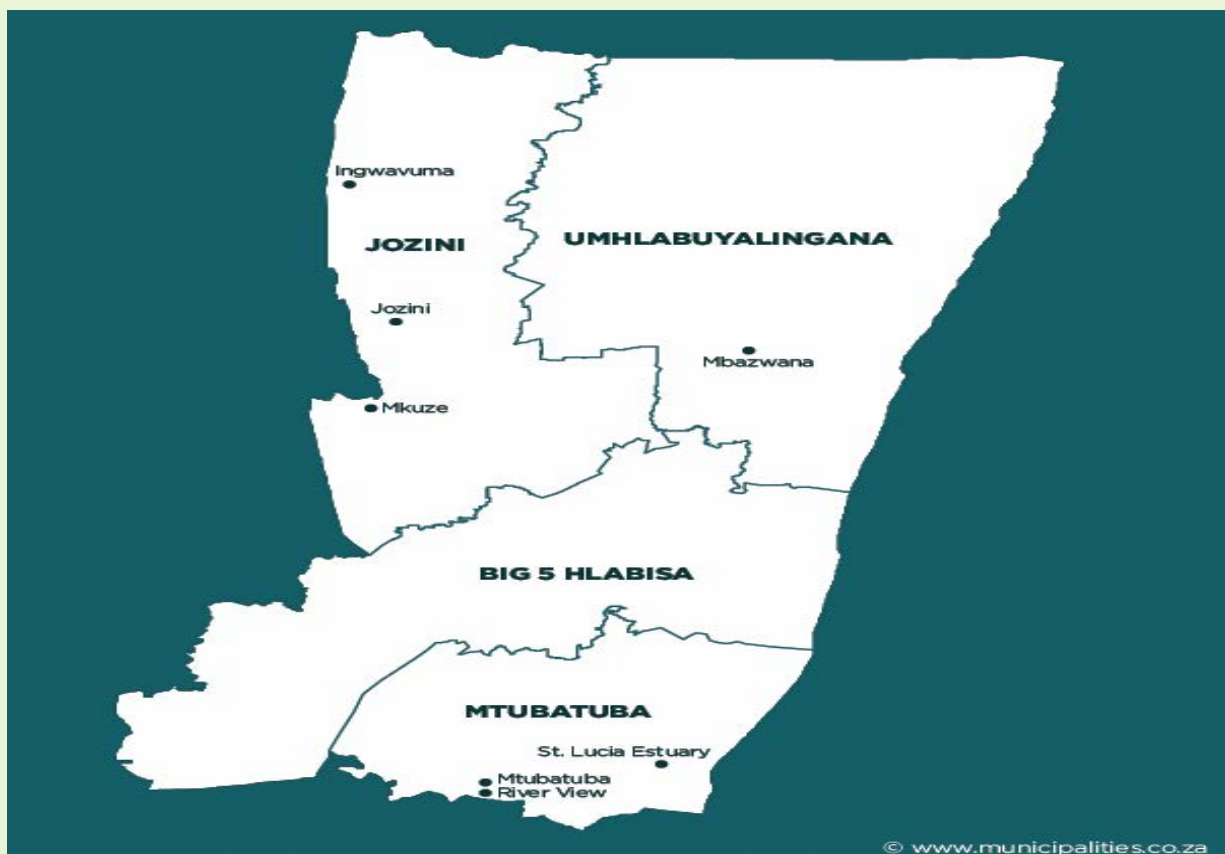 Ingwavuma
JOZINI
UMHLABUYALINGANA
Jozini
Mbazwana
Mkuze
BIG 5 HLABISA
MTUBATUBA
St. Lucia Estuary
Mtubatuba
River View
© www.municipalities.co.za